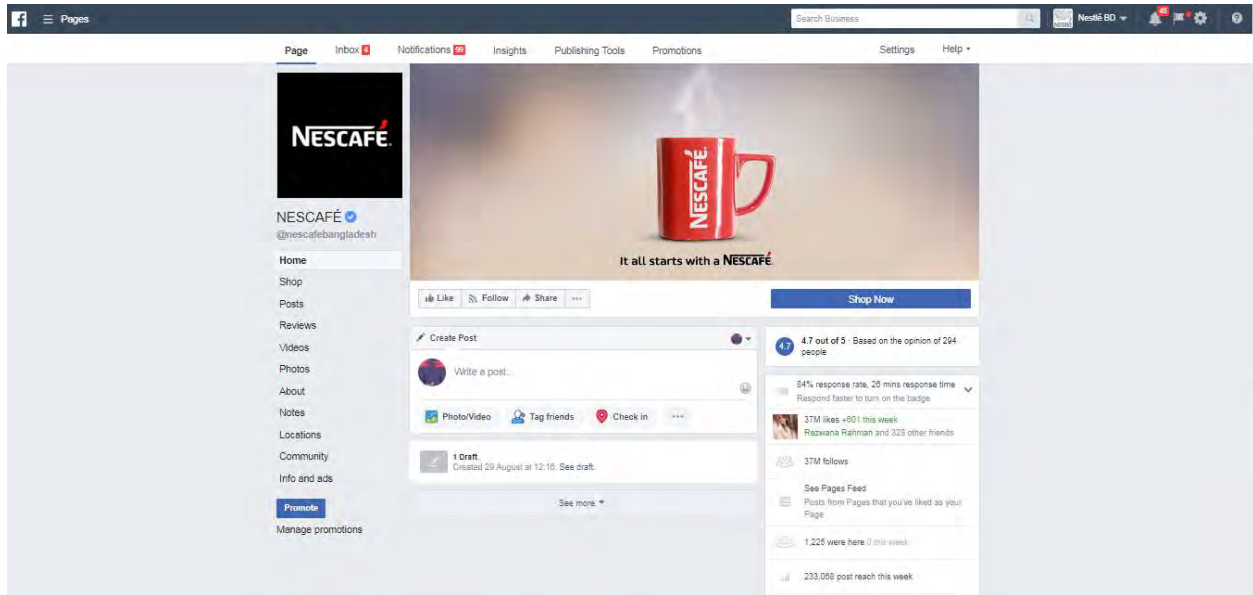 f Pages Search Business Nestlé BD 45
Page Inbox 4 Notifications 99 Insights Publishing Tools Promotions Settings Help
NESCAFÉ.
NESCAFÉ.
It all starts with a NESCAFÉ.
NESCAFÉ
@nescafebangladesh
Home
Shop
Posts
Reviews
Videos
Photos
About
Notes
Locations
Community
Info and ads
Promote
Manage promotions
Like Follow Share ...
Shop Now
Create Post
Write a post...
Photo/Video Tag friends Check in ...
1 Draft
Created 29 August at 12:16. See draft.
See more
4.7 4.7 out of 5 · Based on the opinion of 294
people
84% response rate, 26 mins response time
Respond faster to turn on the badge
37M likes +601 this week
Rezwana Rahman and 328 other friends
37M follows
See Pages Feed
Posts from Pages that you've liked as your
Page
1,225 were here 0 this week
233,068 post reach this week